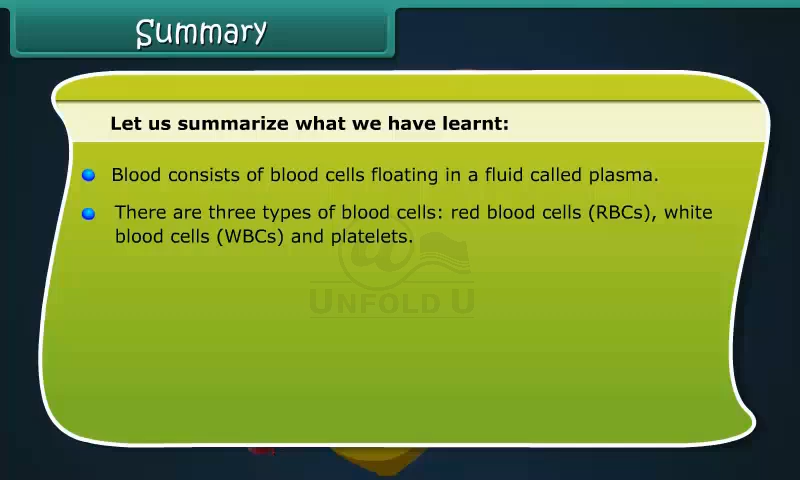 Summary
Let us summarize what we have learnt:
Blood consists of blood cells floating in a fluid called plasma.
There are three types of blood cells: red blood cells (RBCs), white
blood cells (WBCs) and platelets.
UNFOLD U